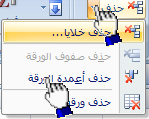 حذف
حذف خلايا...
حذف صفوف الورقة
حذف أعمدة الورقة
حذف ورقة